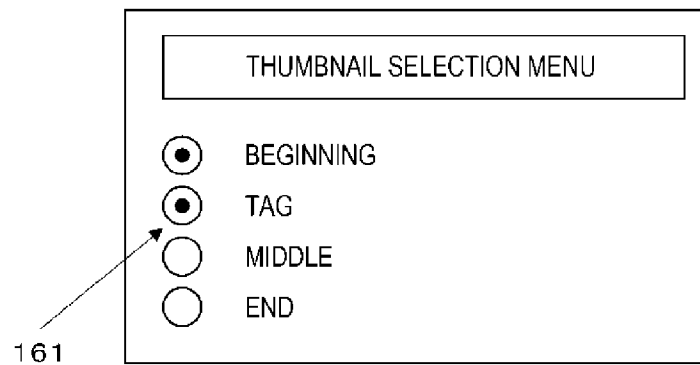 THUMBNAIL SELECTION MENU
BEGINNING
TAG
MIDDLE
END
161